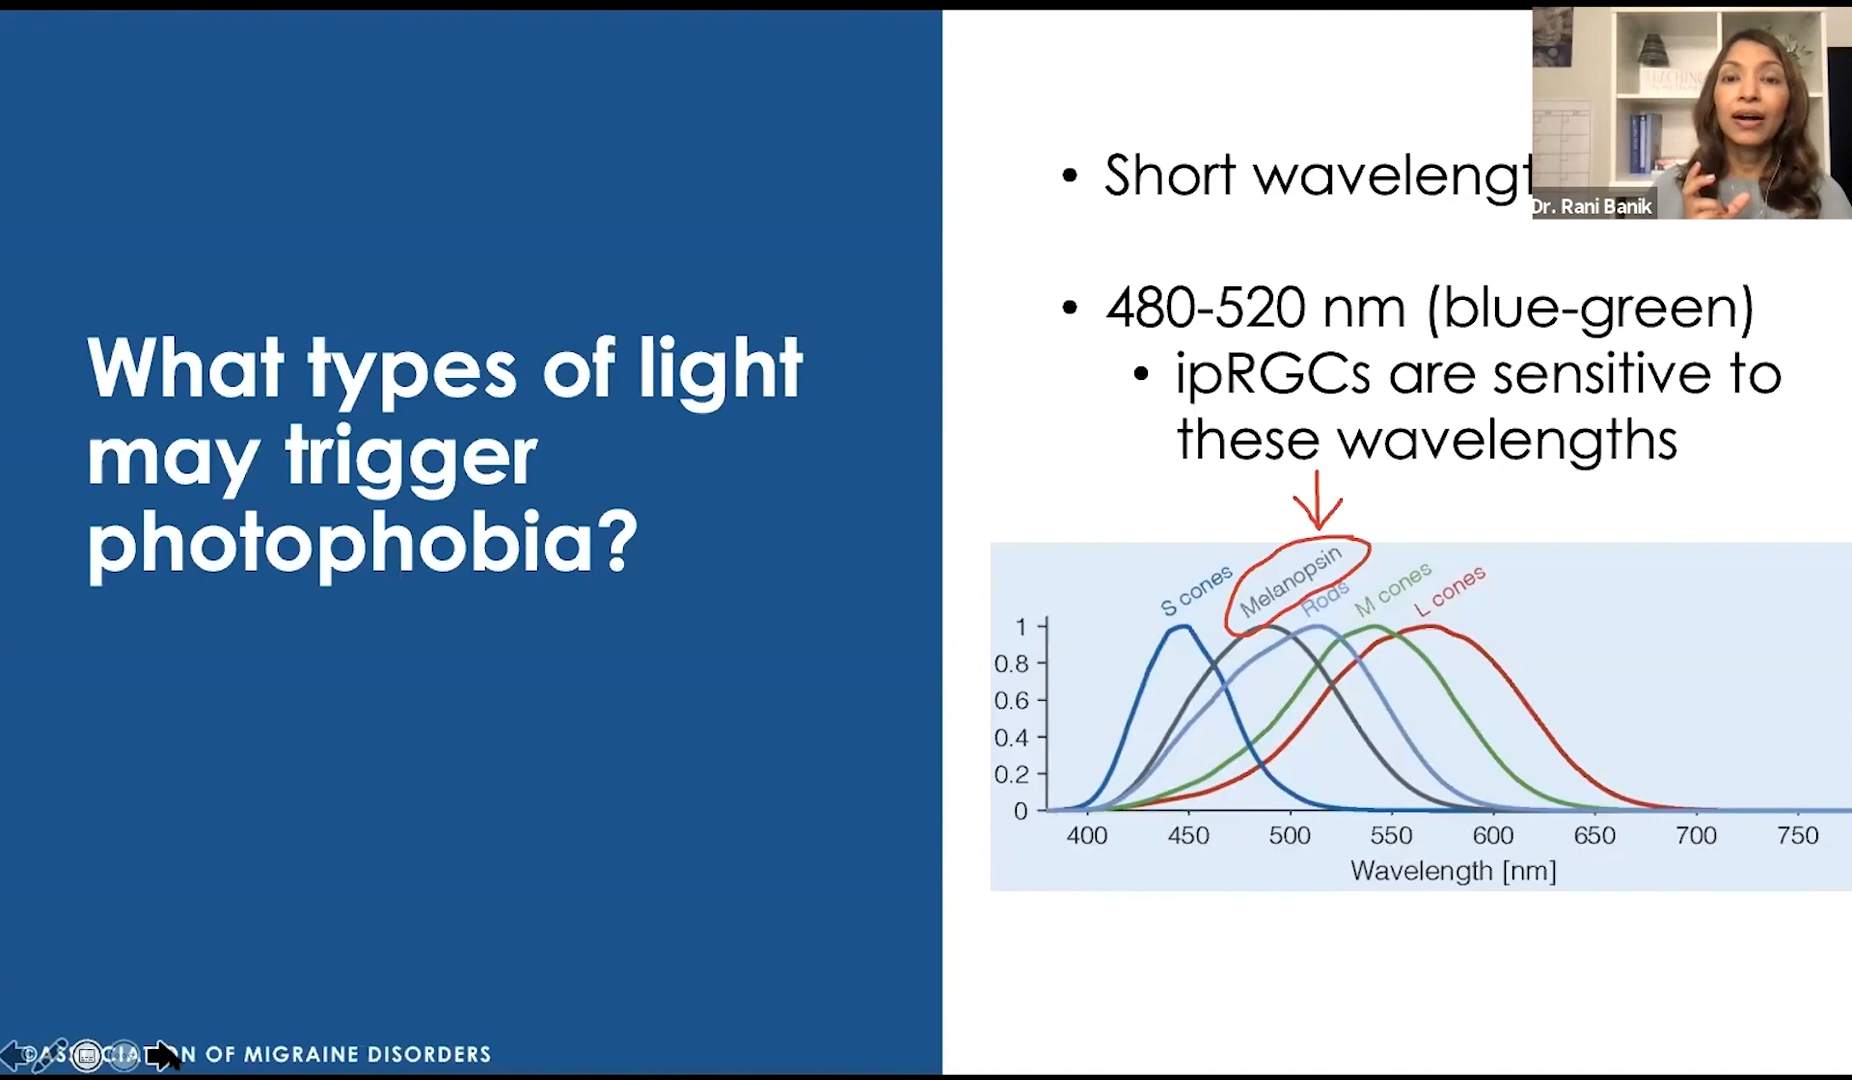 What types of light
may trigger
photophobia?
• Short wavelengt
• 480-520 nm (blue-green)
• ipRGCs are sensitive to
these wavelengths
Dr. Rani Banik
S cones
Melanopsin
Rods
M cones
L cones
1
0.8
0.6
0.4
0.2
0
400 450 500 550 600 650 700 750
Wavelength [nm]
OF MIGRAINE DISORDERS